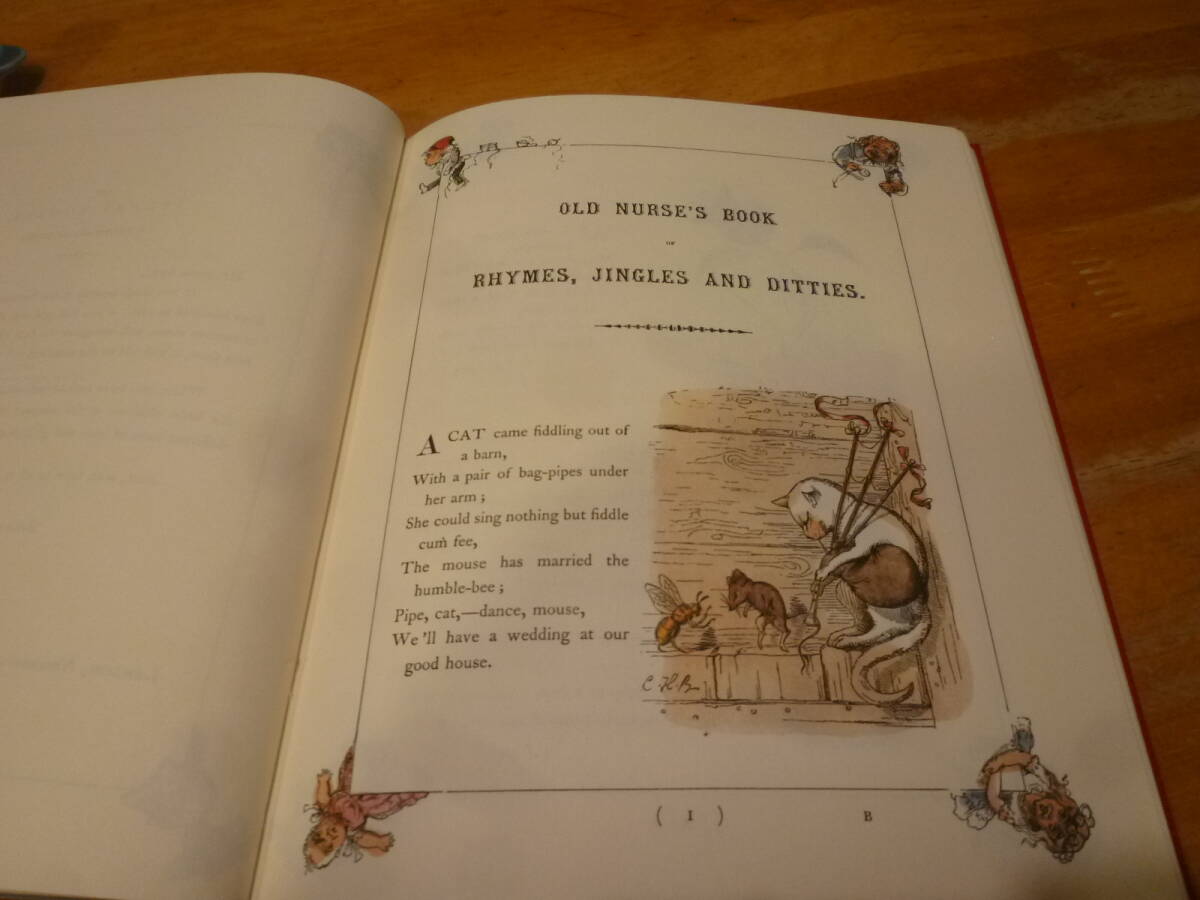 OLD NURSE'S BOOK
OF
RHYMES, JINGLES AND DITTIES.
A CAT came fiddling out of
a barn,
With a pair of bag-pipes under
her arm;
She could sing nothing but fiddle
cum fee,
The mouse has married the
humble-bee;
Pipe, cat,—dance, mouse,
We'll have a wedding at our
good house.
C. H. B.
( 1 ) B